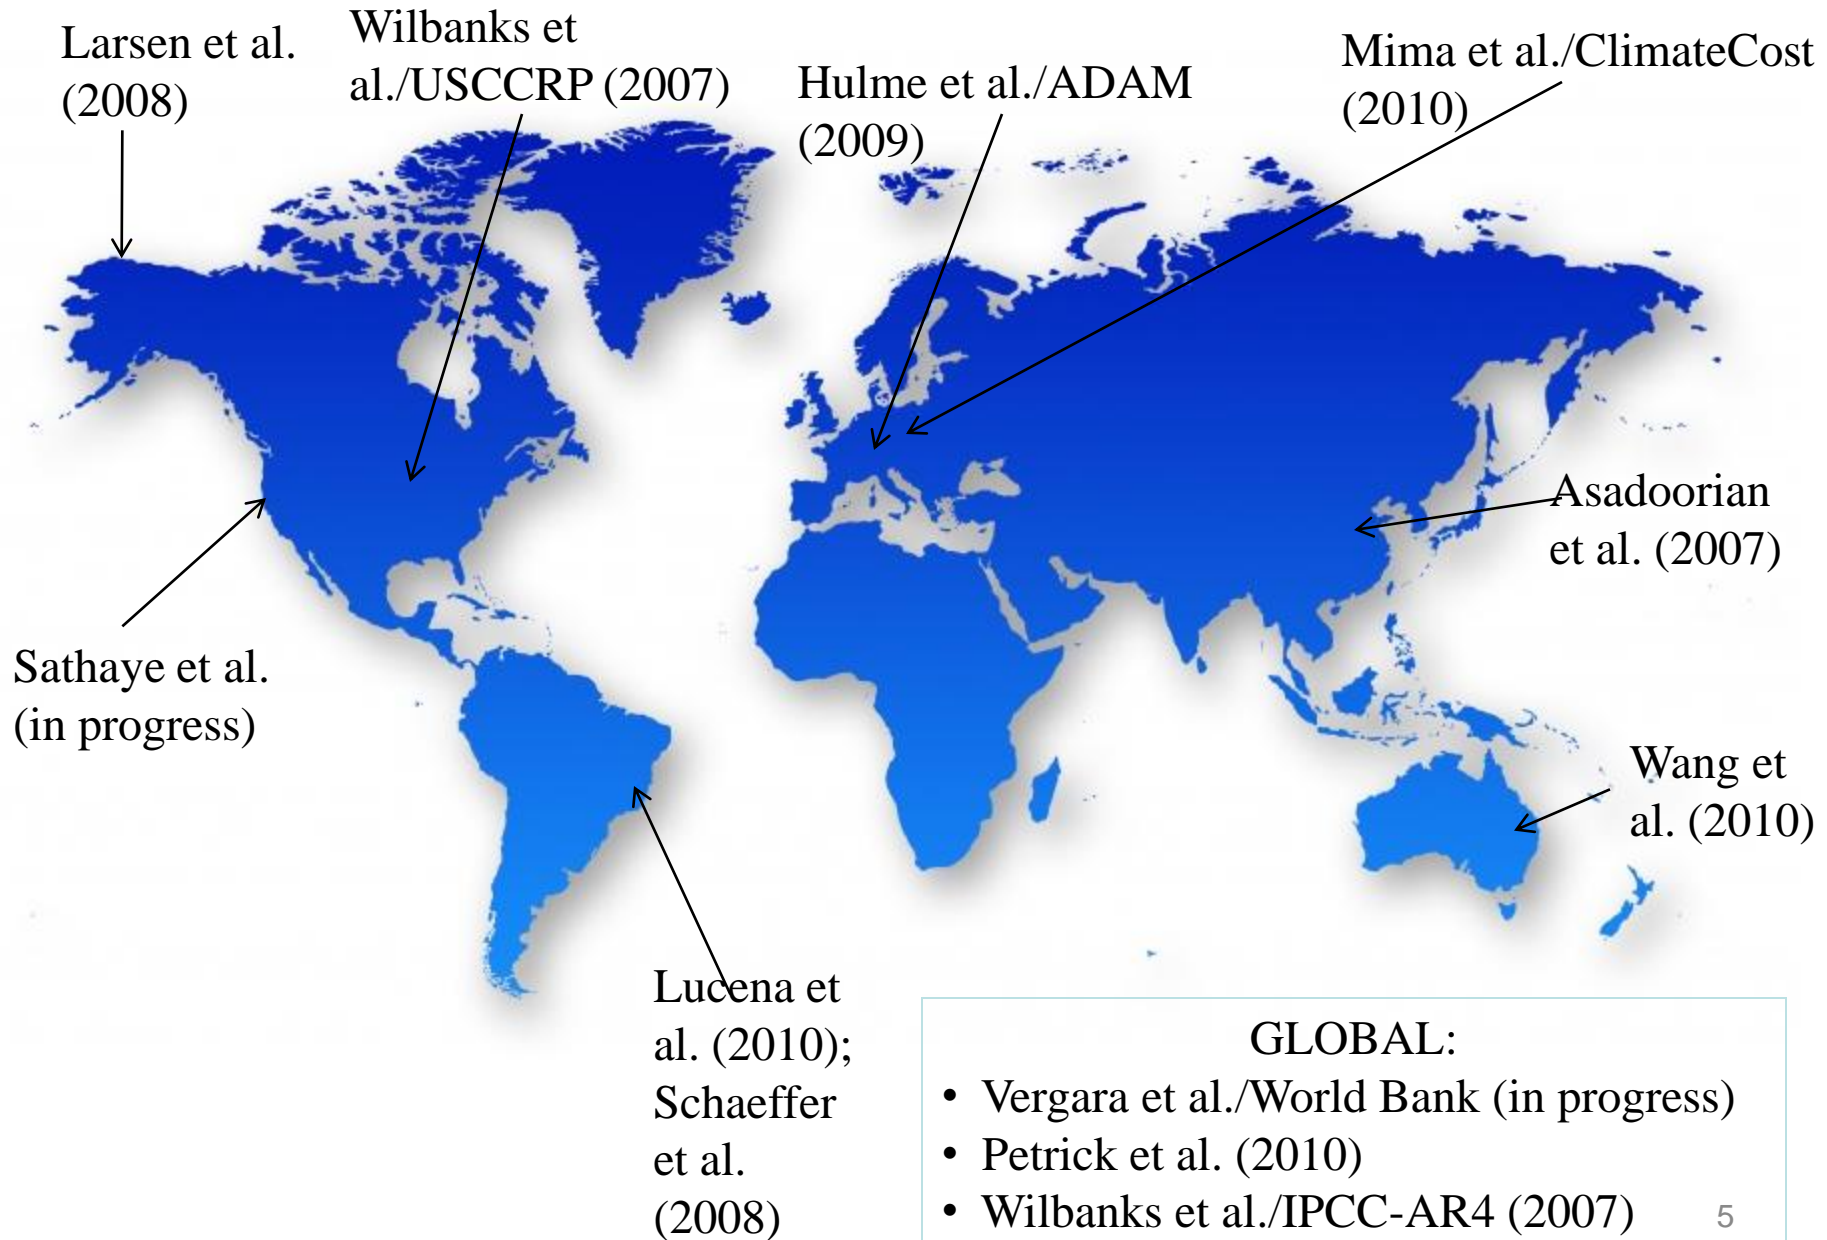 Larsen et al.
(2008)
Wilbanks et
al./USCCRP (2007)
Hulme et al./ADAM
(2009)
Mima et al./ClimateCost
(2010)
Asadoorian
et al. (2007)
Sathaye et al.
(in progress)
Wang et
al. (2010)
Lucena et
al. (2010);
Schaeffer
et al.
(2008)
GLOBAL:
• Vergara et al./World Bank (in progress)
• Petrick et al. (2010)
• Wilbanks et al./IPCC-AR4 (2007)
5